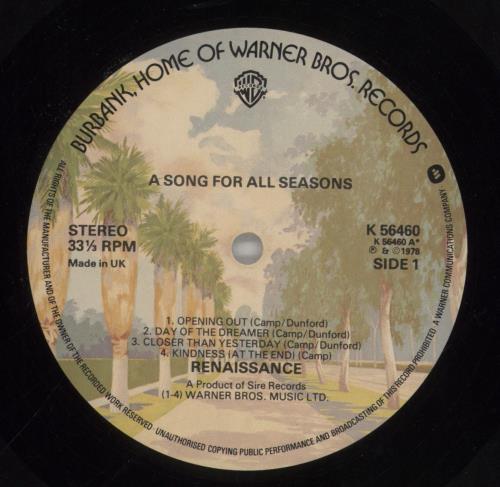 BURBANK, HOME OF WARNER BROS. RECORDS
A SONG FOR ALL SEASONS
STEREO
33⅓ RPM
Made in UK
K 56460
K 56460 A*
℗ & ©1978
SIDE 1
1. OPENING OUT (Camp/Dunford)
2. DAY OF THE DREAMER (Camp/Dunford)
3. CLOSER THAN YESTERDAY (Camp/Dunford)
4. KINDNESS (AT THE END) (Camp)
RENAISSANCE
A Product of Sire Records
(1-4) WARNER BROS. MUSIC LTD.
ALL RIGHTS OF THE MANUFACTURER AND OF THE OWNER OF THE RECORDED WORK RESERVED UNAUTHORISED COPYING PUBLIC PERFORMANCE AND BROADCASTING OF THIS RECORD PROHIBITED A WARNER COMMUNICATIONS COMPANY